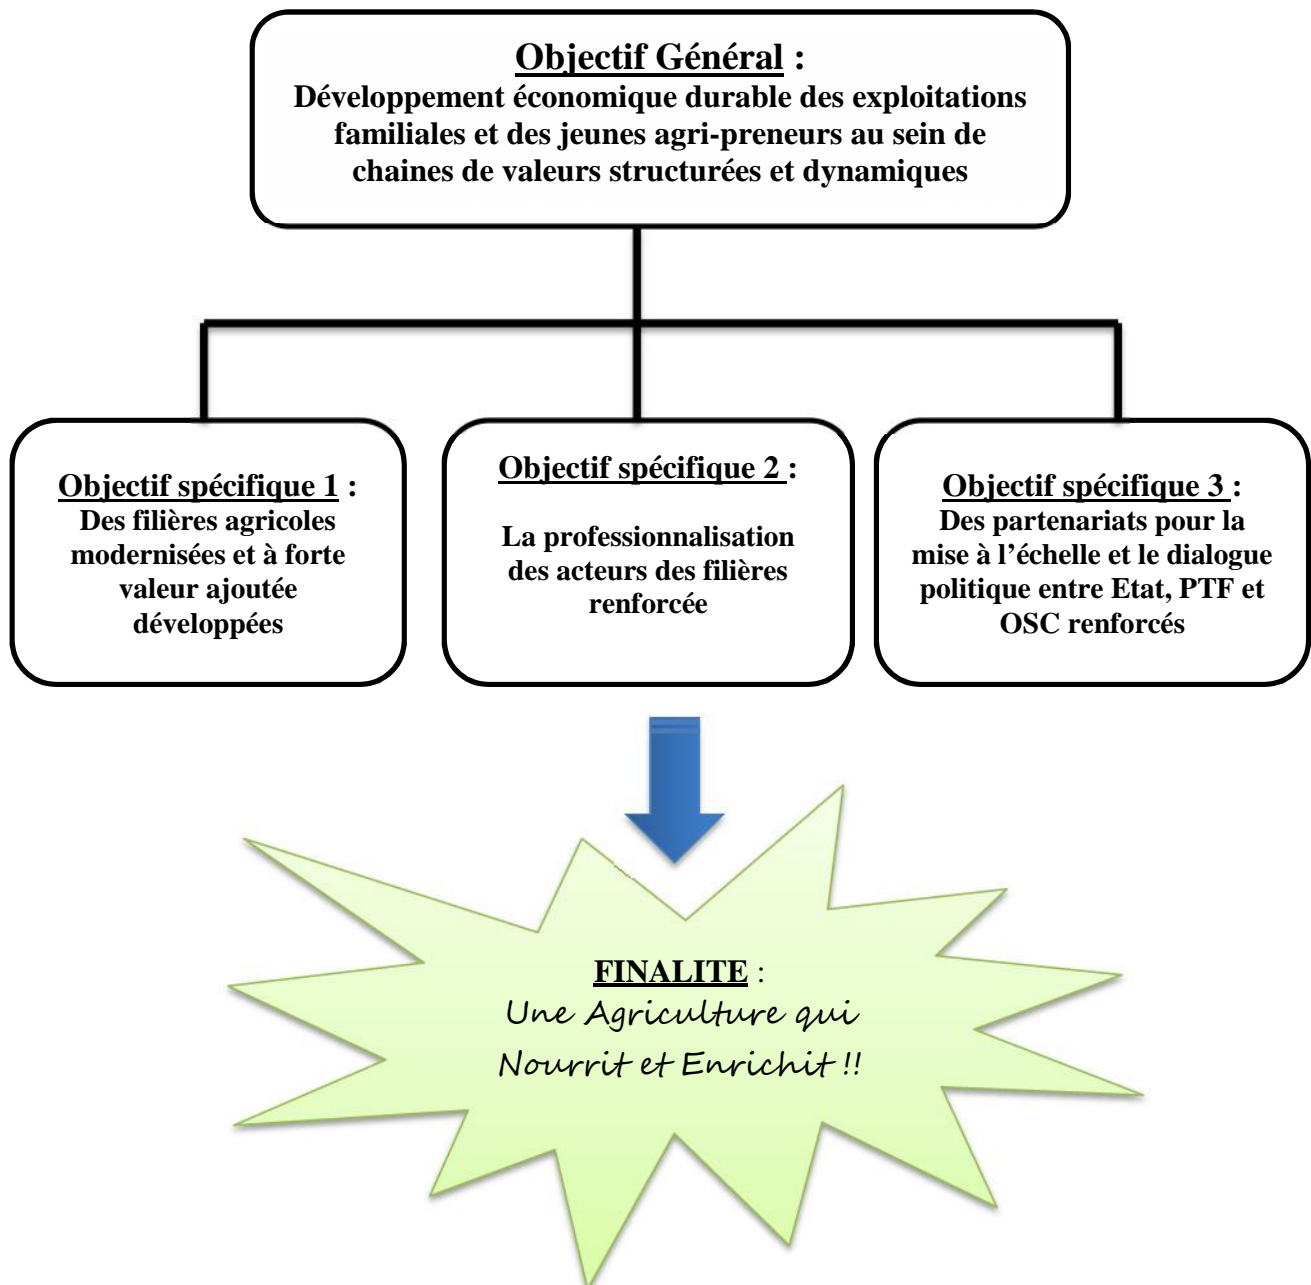 Objectif Général :
Développement économique durable des exploitations
familiales et des jeunes agri-preneurs au sein de
chaines de valeurs structurées et dynamiques
Objectif spécifique 1 :
Des filières agricoles
modernisées et à forte
valeur ajoutée
développées
Objectif spécifique 2 :
La professionnalisation
des acteurs des filières
renforcée
Objectif spécifique 3 :
Des partenariats pour la
mise à l’échelle et le dialogue
politique entre Etat, PTF et
OSC renforcés
FINALITE :
Une Agriculture qui
Nourrit et Enrichit !!